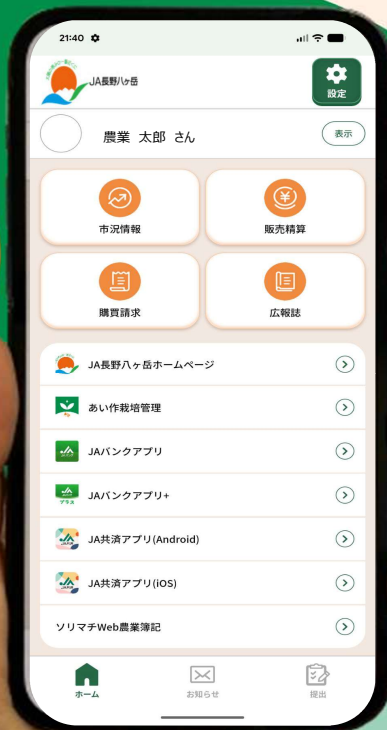 21:40
JA長野八ヶ岳
設定
農業 太郎 さん
表示
市況情報
販売精算
購買請求
広報誌
JA長野八ヶ岳ホームページ
あい作栽培管理
JAバンクアプリ
JAバンクアプリ+
プラス
JA共済アプリ(Android)
JA共済アプリ(iOS)
ソリマチWeb農業簿記
ホーム
お知らせ
提出